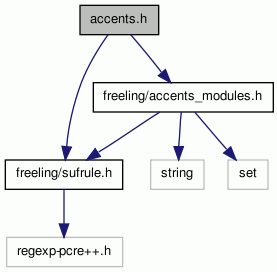 accents.h
freeling/accents_modules.h
freeling/sufrule.h
string
set
regexp-pcre++.h